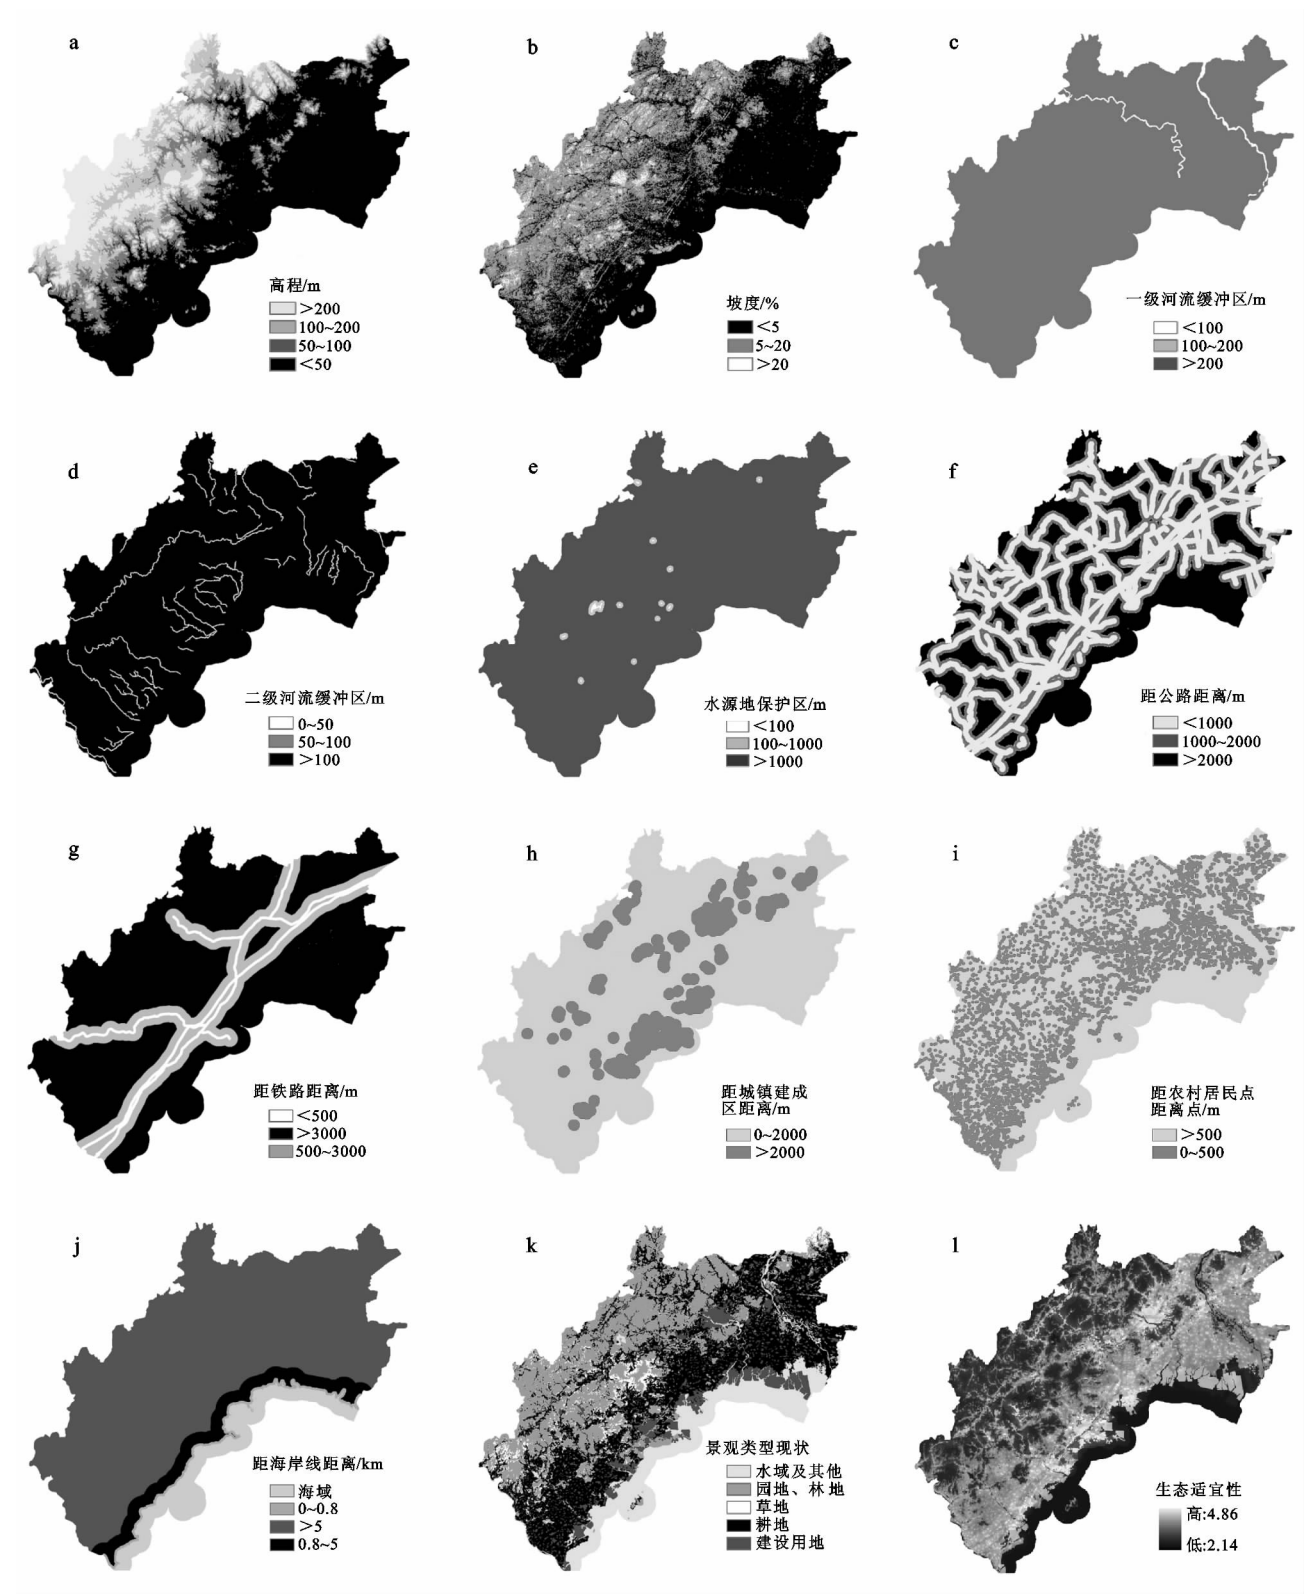 a
高程/m
>200
100~200
50~100
<50
b
坡度/%
<5
5~20
>20
c
一级河流缓冲区/m
<100
100~200
>200
d
二级河流缓冲区/m
0~50
50~100
>100
e
水源地保护区/m
<100
100~1000
>1000
f
距公路距离/m
<1000
1000~2000
>2000
g
距铁路距离/m
<500
>3000
500~3000
h
距城镇建成
区距离/m
0~2000
>2000
i
距农村居民点
距离点/m
>500
0~500
j
距海岸线距离/km
海域
0~0.8
>5
0.8~5
k
景观类型现状
水域及其他
园地、林地
草地
耕地
建设用地
l
生态适宜性
高:4.86
低:2.14